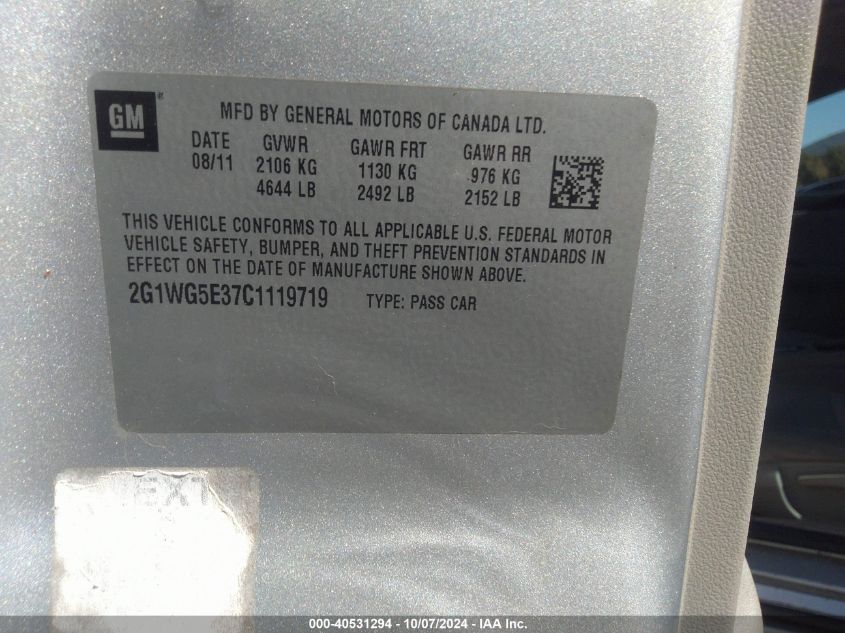 GM
MFD BY GENERAL MOTORS OF CANADA LTD.
DATE GVWR GAWR FRT GAWR RR
08/11 2106 KG 1130 KG 976 KG
4644 LB 2492 LB 2152 LB
THIS VEHICLE CONFORMS TO ALL APPLICABLE U.S. FEDERAL MOTOR
VEHICLE SAFETY, BUMPER, AND THEFT PREVENTION STANDARDS IN
EFFECT ON THE DATE OF MANUFACTURE SHOWN ABOVE.
2G1WG5E37C1119719 TYPE: PASS CAR
EXT
000-40531294 - 10/07/2024 - IAA Inc.